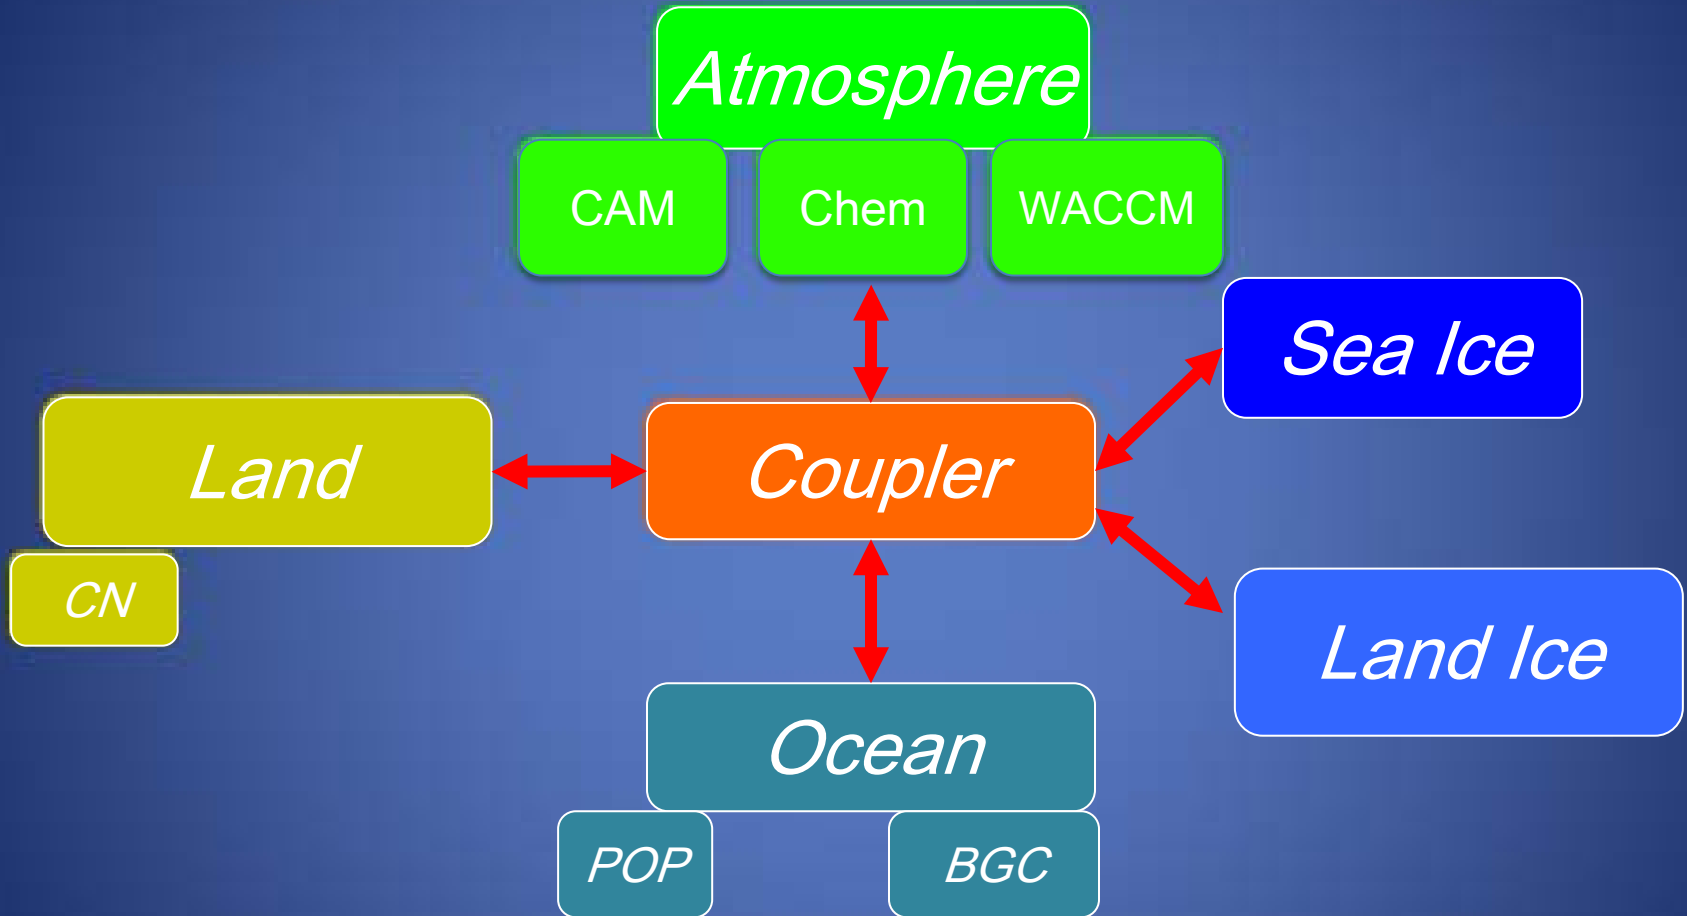 Atmosphere
CAM
Chem
WACCM
Sea Ice
Land
Coupler
CN
Land Ice
Ocean
POP
BGC